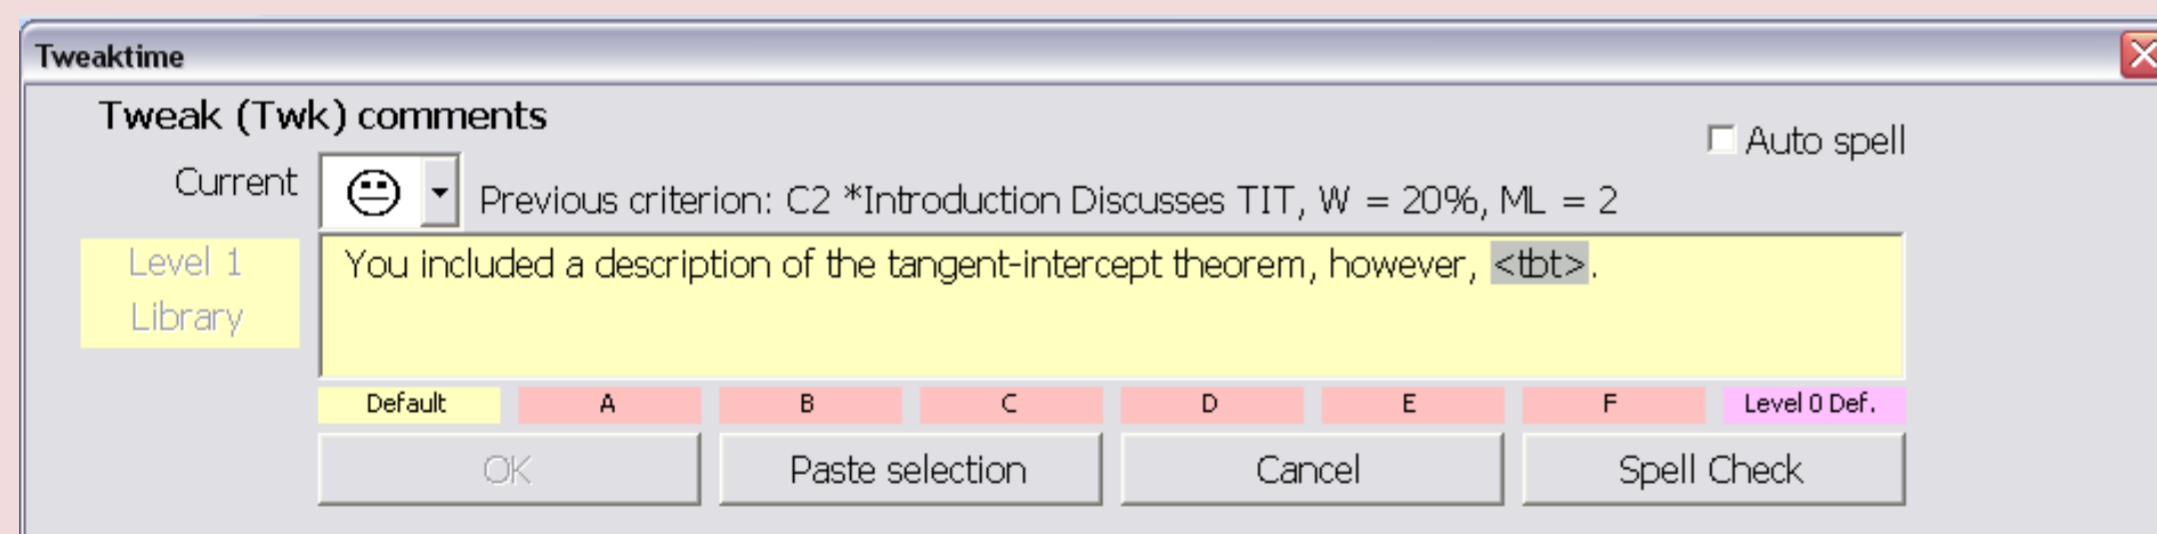 Tweaktime
Tweak (Twk) comments
Auto spell
Current
Previous criterion: C2 *Introduction Discusses TIT, W = 20%, ML = 2
Level 1
Library
You included a description of the tangent-intercept theorem, however, <tbt>.
Default A B C D E F Level 0 Def.
OK Paste selection Cancel Spell Check